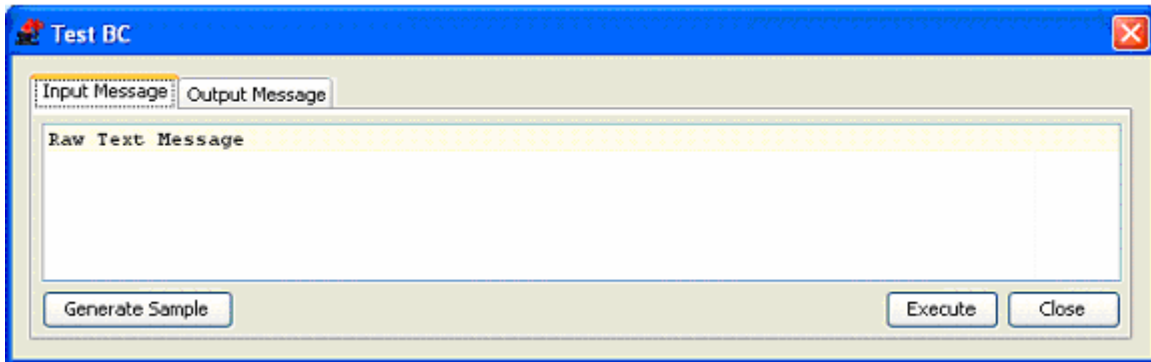 Test BC
Input Message Output Message
Raw Text Message
Generate Sample Execute Close